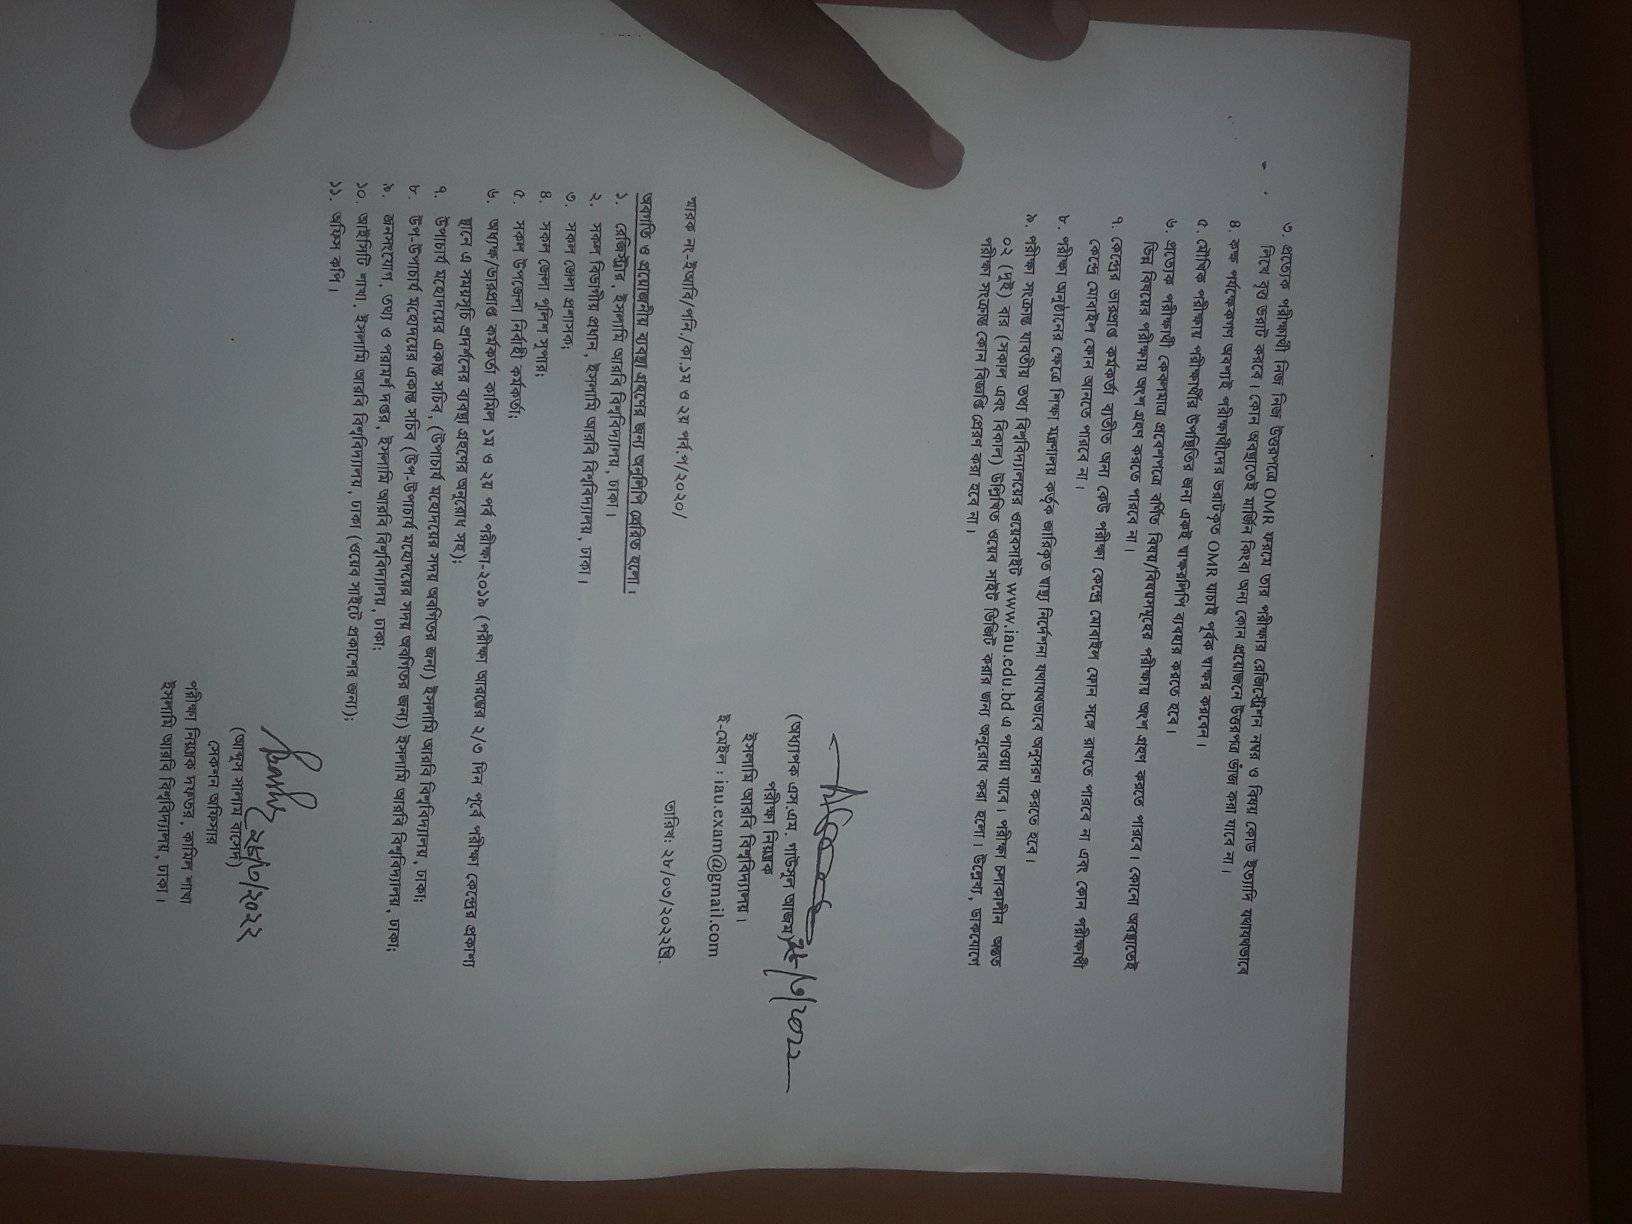 ৩. প্রত্যেক পরীক্ষার্থী নিজ নিজ উত্তরপত্রের OMR ফরমে তার পরীক্ষার রেজিস্ট্রেশন নম্বর ও বিষয় কোড ইত্যাদি যথাযথভাবে
লিখে বৃত্ত ভরাট করবে। কোন অবস্থাতেই মার্জিন কিংবা অন্য কোন প্রয়োজনে উত্তরপত্র ভাঁজ করা যাবে না।
৪. কক্ষ পর্যবেক্ষকগণ অবশ্যই পরীক্ষার্থীদের ভরাটকৃত OMR যাচাই পূর্বক স্বাক্ষর করবেন।
৫. মৌখিক পরীক্ষায় পরীক্ষার্থীর উপস্থিতির জন্য একেই স্বাক্ষরলিপি ব্যবহার করতে হবে।
৬. প্রত্যেক পরীক্ষার্থী কেবলমাত্র প্রবেশপত্রে বর্ণিত বিষয়/বিষয়সমূহের পরীক্ষায় অংশ গ্রহণ করতে পারবে। কোনো অবস্থাতেই
ভিন্ন বিষয়ের পরীক্ষায় অংশ গ্রহণ করতে পারবে না।
৭. কেন্দ্রের ভারপ্রাপ্ত কর্মকর্তা ব্যতীত অন্য কেউ পরীক্ষা কেন্দ্রে মোবাইল ফোন সঙ্গে রাখতে পারবে না এবং কোন পরীক্ষার্থী
কেন্দ্রে মোবাইল ফোন আনতে পারবে না।
৮. পরীক্ষা অনুষ্ঠানের ক্ষেত্রে শিক্ষা মন্ত্রণালয় কর্তৃক জারিকৃত স্বাস্থ্য নির্দেশনা যথাযথভাবে অনুসরণ করতে হবে।
৯. পরীক্ষা সংক্রান্ত যাবতীয় তথ্য বিশ্ববিদ্যালয়ের ওয়েবসাইট www.iau.edu.bd এ পাওয়া যাবে। পরীক্ষা চলাকালীন অন্তত
০২ (দুই) বার (সকাল এবং বিকাল) উল্লিখিত ওয়েব সাইট ভিজিট করার জন্য অনুরোধ করা হলো। উল্লেখ্য, ডাকযোগে
পরীক্ষা সংক্রান্ত কোন বিজ্ঞপ্তি প্রেরণ করা হবে না।
২৮/৩/২০২২
(অধ্যাপক এস.এম. গাউসুল আজম)
পরীক্ষা নিয়ন্ত্রক
ইসলামি আরবি বিশ্ববিদ্যালয়।
ই-মেইল : iau.exam@gmail.com
স্মারক নং-ইআবি/পনি./কা.১ম ও ২য় পর্ব.প/২০২০/
তারিখ: ২৮/০৩/২০২২খ্রি.
অবগতি ও প্রয়োজনীয় ব্যবস্থা গ্রহণের জন্য অনুলিপি প্রেরিত হলো।
১. রেজিস্ট্রার, ইসলামি আরবি বিশ্ববিদ্যালয়, ঢাকা।
২. সকল বিভাগীয় প্রধান, ইসলামি আরবি বিশ্ববিদ্যালয়, ঢাকা।
৩. সকল জেলা প্রশাসক;
৪. সকল জেলা পুলিশ সুপার;
৫. সকল উপজেলা নির্বাহী কর্মকর্তা;
৬. অধ্যক্ষ/ভারপ্রাপ্ত কর্মকর্তা কামিল ১ম ও ২য় পর্ব পরীক্ষা-২০১৯ (পরীক্ষা আরম্ভের ২/৩ দিন পূর্বে পরীক্ষা কেন্দ্রের প্রকাশ্য
স্থানে এ সময়সূচি প্রদর্শনের ব্যবস্থা গ্রহণের অনুরোধ সহ);
৭. উপাচার্য মহোদয়ের একান্ত সচিব, (উপাচার্য মহোদয়ের সদয় অবগতির জন্য) ইসলামি আরবি বিশ্ববিদ্যালয়, ঢাকা;
৮. উপ-উপাচার্য মহোদয়ের একান্ত সচিব (উপ-উপাচার্য মহোদয়ের সদয় অবগতির জন্য) ইসলামি আরবি বিশ্ববিদ্যালয়, ঢাকা;
৯. জনসংযোগ, তথ্য ও পরামর্শ দপ্তর, ইসলামি আরবি বিশ্ববিদ্যালয়, ঢাকা;
১০. আইসিটি শাখা, ইসলামি আরবি বিশ্ববিদ্যালয়, ঢাকা (ওয়েব সাইটে প্রকাশের জন্য);
১১. অফিস কপি।
২৮/৩/২০২২
(আব্দুস সালাম রাশেদ)
সেকশন অফিসার
পরীক্ষা নিয়ন্ত্রক দফতর, কামিল শাখা
ইসলামি আরবি বিশ্ববিদ্যালয়, ঢাকা।